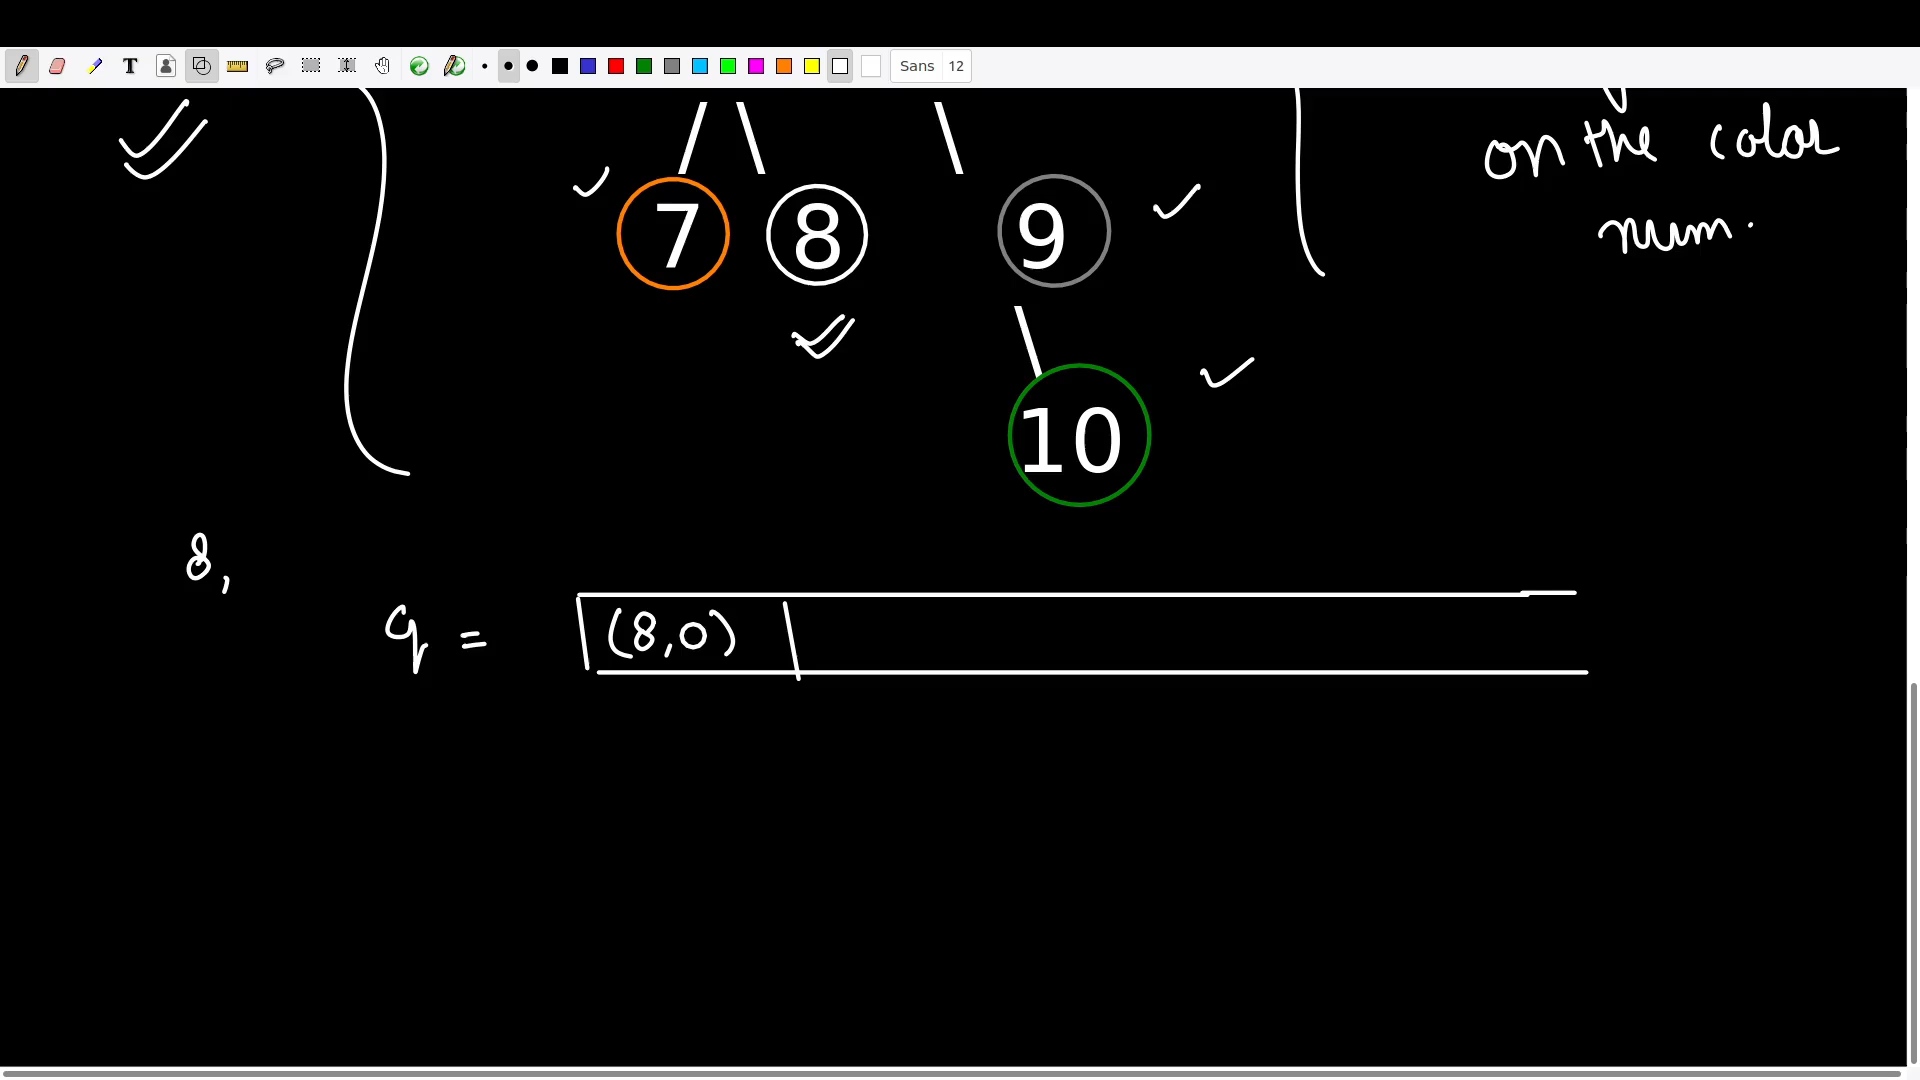 T Sans 12
on the color
num.
7 8 9
10
8,
q = (8,0)